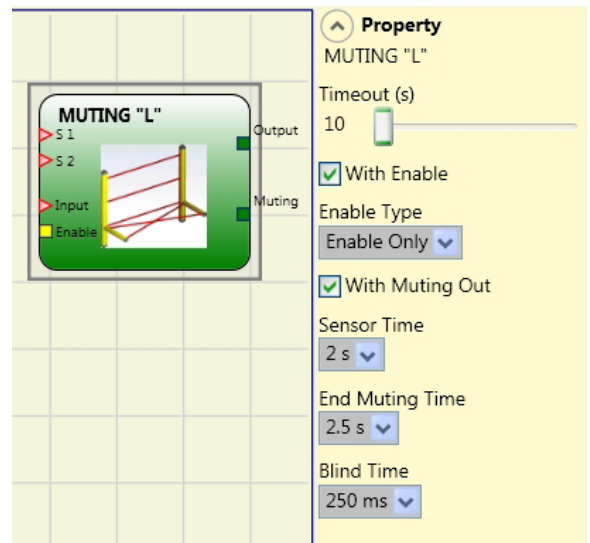 MUTING "L"
S 1
S 2
Input
Enable
Output
Muting
Property
MUTING "L"
Timeout (s)
10
With Enable
Enable Type
Enable Only
With Muting Out
Sensor Time
2 s
End Muting Time
2.5 s
Blind Time
250 ms